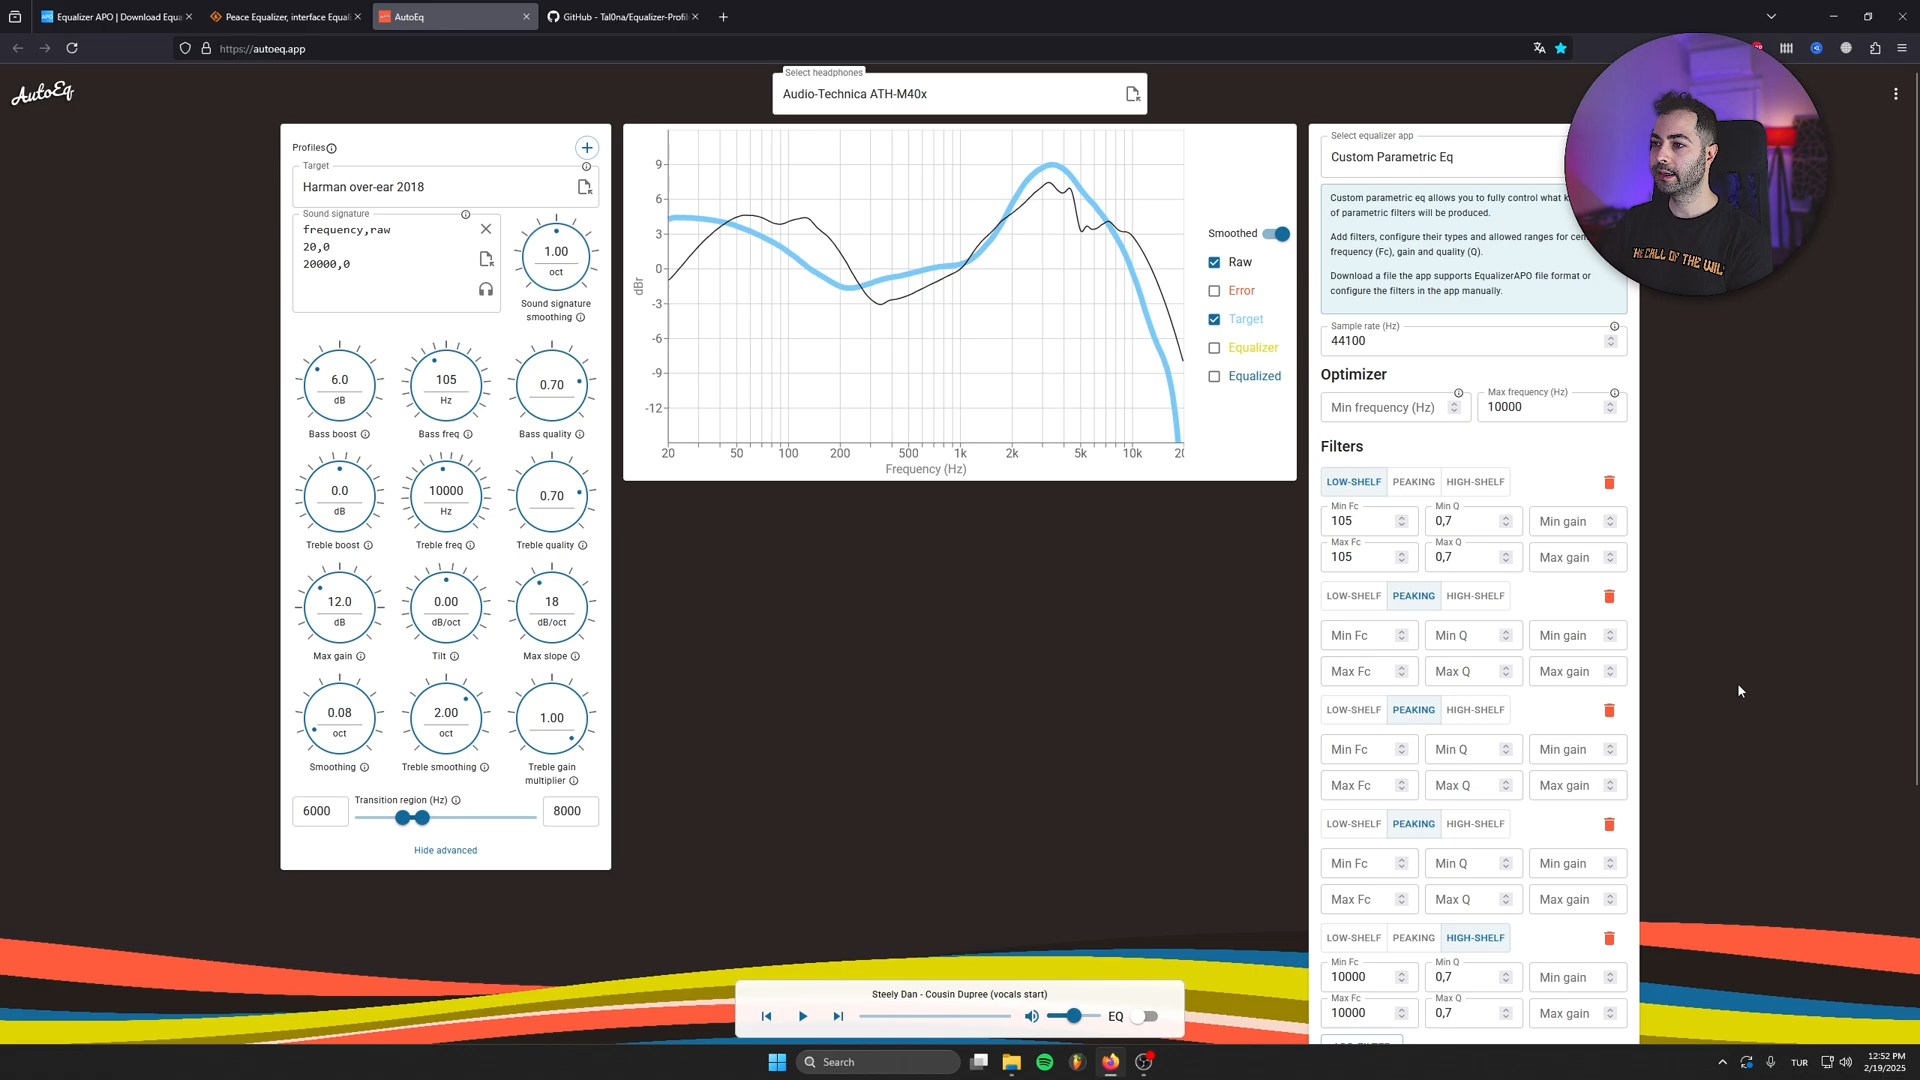 Equalizer APO | Download Equa
Peace Equalizer, interface Equali
AutoEq
GitHub - Tal0na/Equalizer-Profil
https://autoeq.app
AutoEq
Select headphones
Audio-Technica ATH-M40x
Profiles
Target
Harman over-ear 2018
Sound signature
frequency,raw
20,0
20000,0
1.00
oct
Sound signature
smoothing
6.0
dB
Bass boost
105
Hz
Bass freq
0.70
Bass quality
0.0
dB
Treble boost
10000
Hz
Treble freq
0.70
Treble quality
12.0
dB
Max gain
0.00
dB/oct
Tilt
18
dB/oct
Max slope
0.08
oct
Smoothing
2.00
oct
Treble smoothing
1.00
Treble gain
multiplier
6000
Transition region (Hz)
8000
Hide advanced
9
6
3
0
-3
-6
-9
-12
dBr
20
50
100
200
500
1k
2k
5k
10k
Frequency (Hz)
Smoothed
Raw
Error
Target
Equalizer
Equalized
Select equalizer app
Custom Parametric Eq
Custom parametric eq allows you to fully control what
of parametric filters will be produced.
Add filters, configure their types and allowed ranges for
frequency (Fc), gain and quality (Q).
Download a file the app supports EqualizerAPO file format or
configure the filters in the app manually.
THE CALL OF THE WILD
Sample rate (Hz)
44100
Optimizer
Min frequency (Hz)
Max frequency (Hz)
10000
Filters
LOW-SHELF PEAKING HIGH-SHELF
Min Fc
105
Min Q
0,7
Min gain
Max Fc
105
Max Q
0,7
Max gain
LOW-SHELF PEAKING HIGH-SHELF
Min Fc Min Q Min gain
Max Fc Max Q Max gain
LOW-SHELF PEAKING HIGH-SHELF
Min Fc Min Q Min gain
Max Fc Max Q Max gain
LOW-SHELF PEAKING HIGH-SHELF
Min Fc Min Q Min gain
Max Fc Max Q Max gain
LOW-SHELF PEAKING HIGH-SHELF
Min Fc
10000
Min Q
0,7
Min gain
Max Fc
10000
Max Q
0,7
Max gain
Steely Dan - Cousin Dupree (vocals start)
EQ
Search
TUR
12:52 PM
2/19/2025